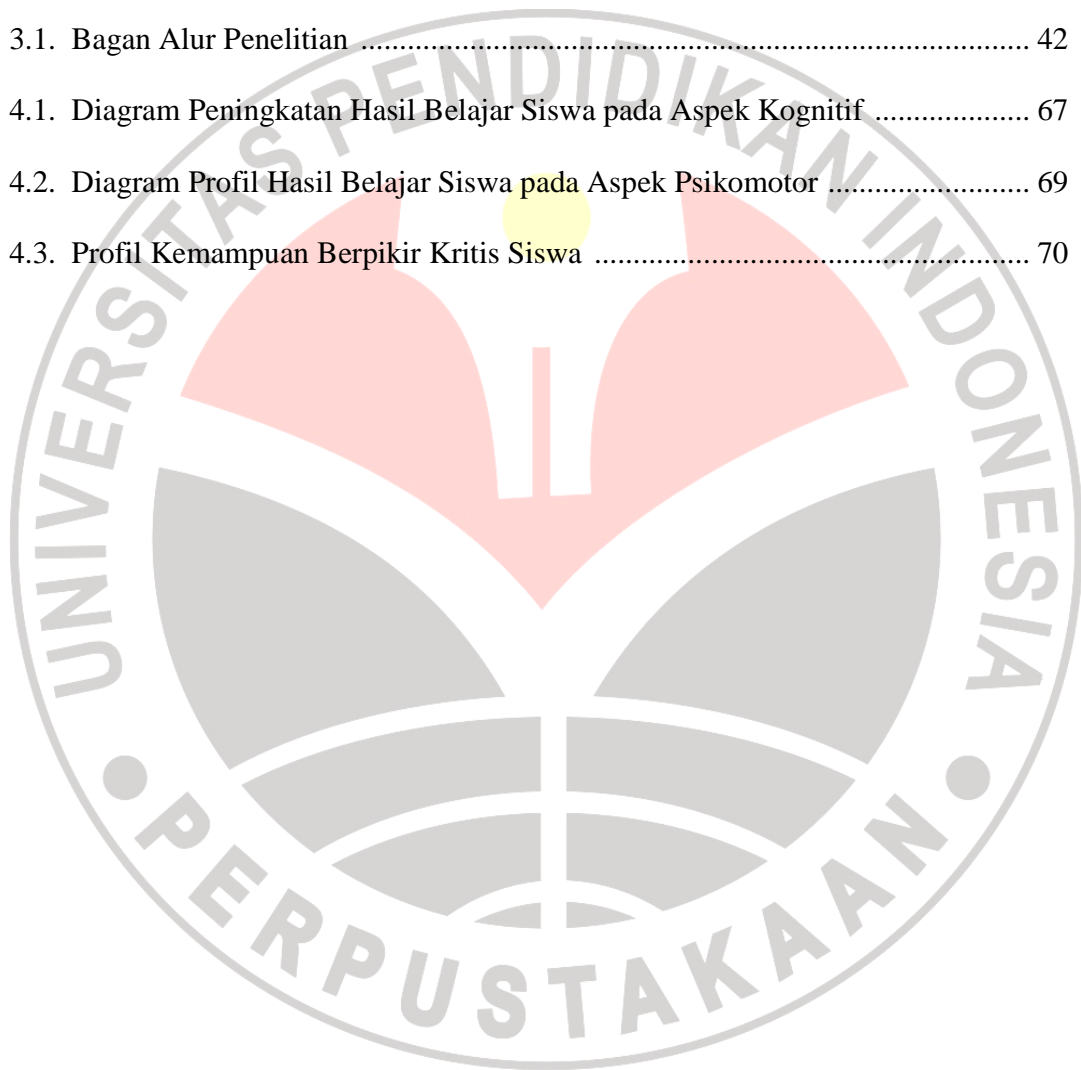 3.1. Bagan Alur Penelitian ...................................................................................... 42
4.1. Diagram Peningkatan Hasil Belajar Siswa pada Aspek Kognitif .................... 67
4.2. Diagram Profil Hasil Belajar Siswa pada Aspek Psikomotor .......................... 69
4.3. Profil Kemampuan Berpikir Kritis Siswa ........................................................ 70
UNIVERSITAS PENDIDIKAN INDONESIA
PERPUSTAKAAN